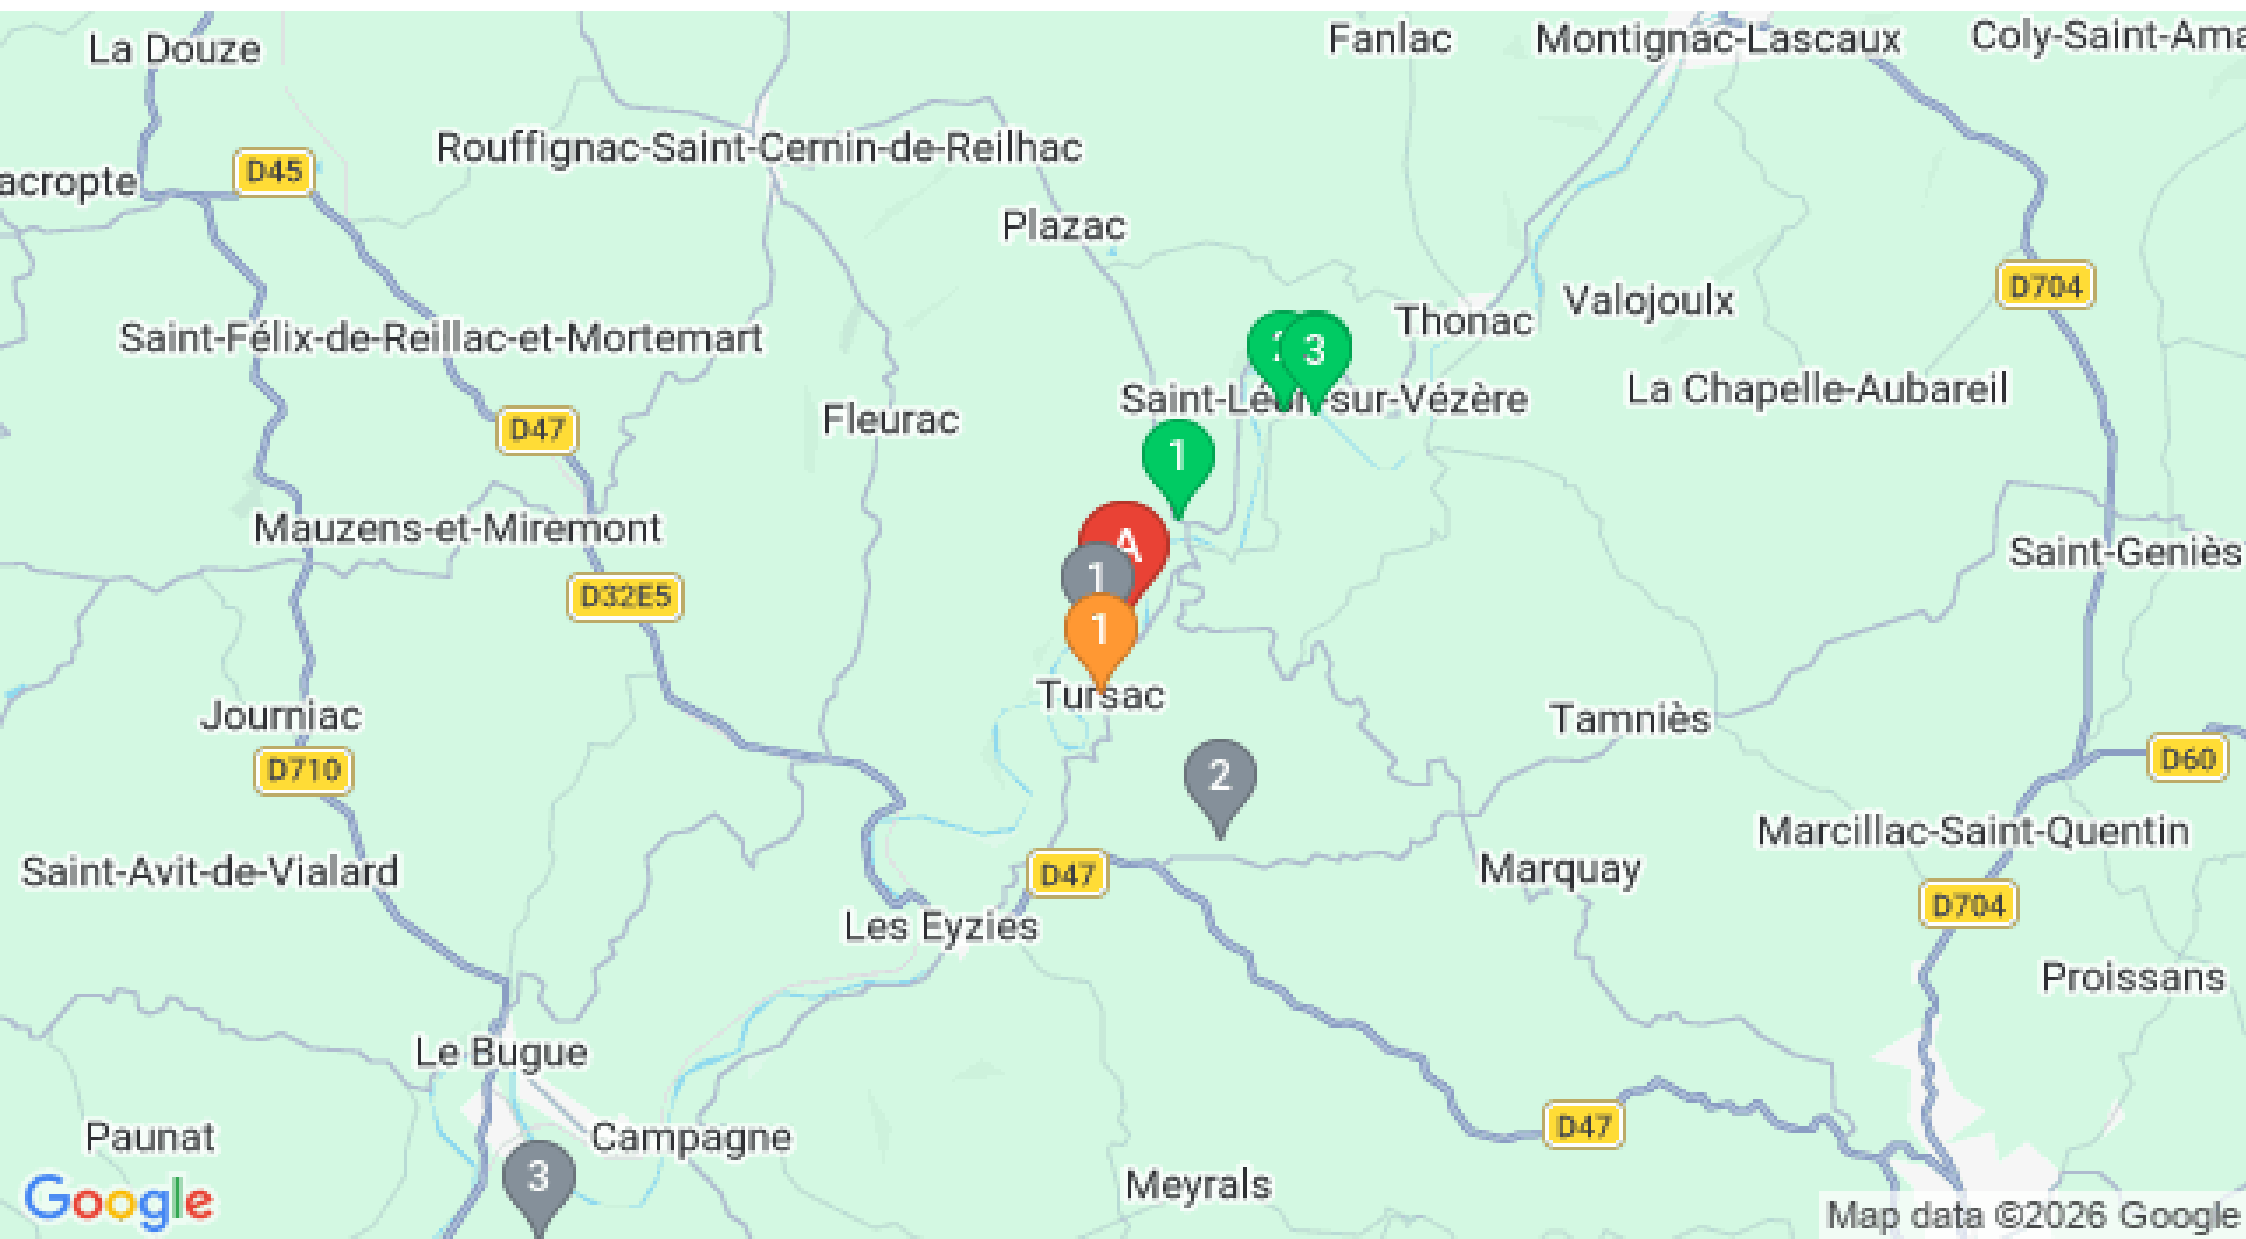 La Douze
Fanlac
Montignac-Lascaux
Coly-Saint-Ama
Rouffignac-Saint-Cernin-de-Reilhac
D45
acropte
Plazac
D704
Valojoulx
Thonac
Saint-Félix-de-Reillac-et-Mortemart
3
La Chapelle-Aubareil
Saint-Léon-sur-Vézère
Fleurac
D47
1
Mauzens-et-Miremont
A
Saint-Geniès
1
D32E5
1
Tursac
Journiac
Tamniès
D60
D710
2
Marcillac-Saint-Quentin
Saint-Avit-de-Vialard
D47
Marquay
D704
Les Eyzies
Proissans
Le Bugue
D47
Paunat
Campagne
3
Meyrals
Google
Map data ©2026 Google